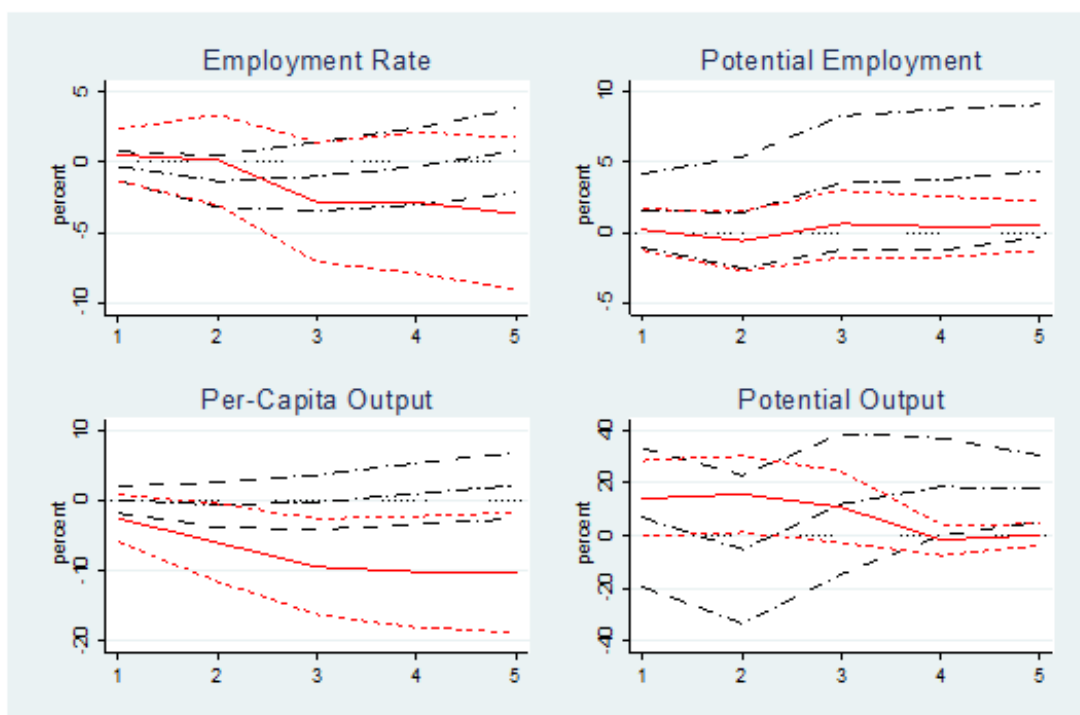 Employment Rate
percent
5
0
-5
-10
1 2 3 4 5
Potential Employment
percent
10
5
0
-5
1 2 3 4 5
Per-Capita Output
percent
10
0
-10
-20
1 2 3 4 5
Potential Output
percent
40
20
0
-20
-40
1 2 3 4 5